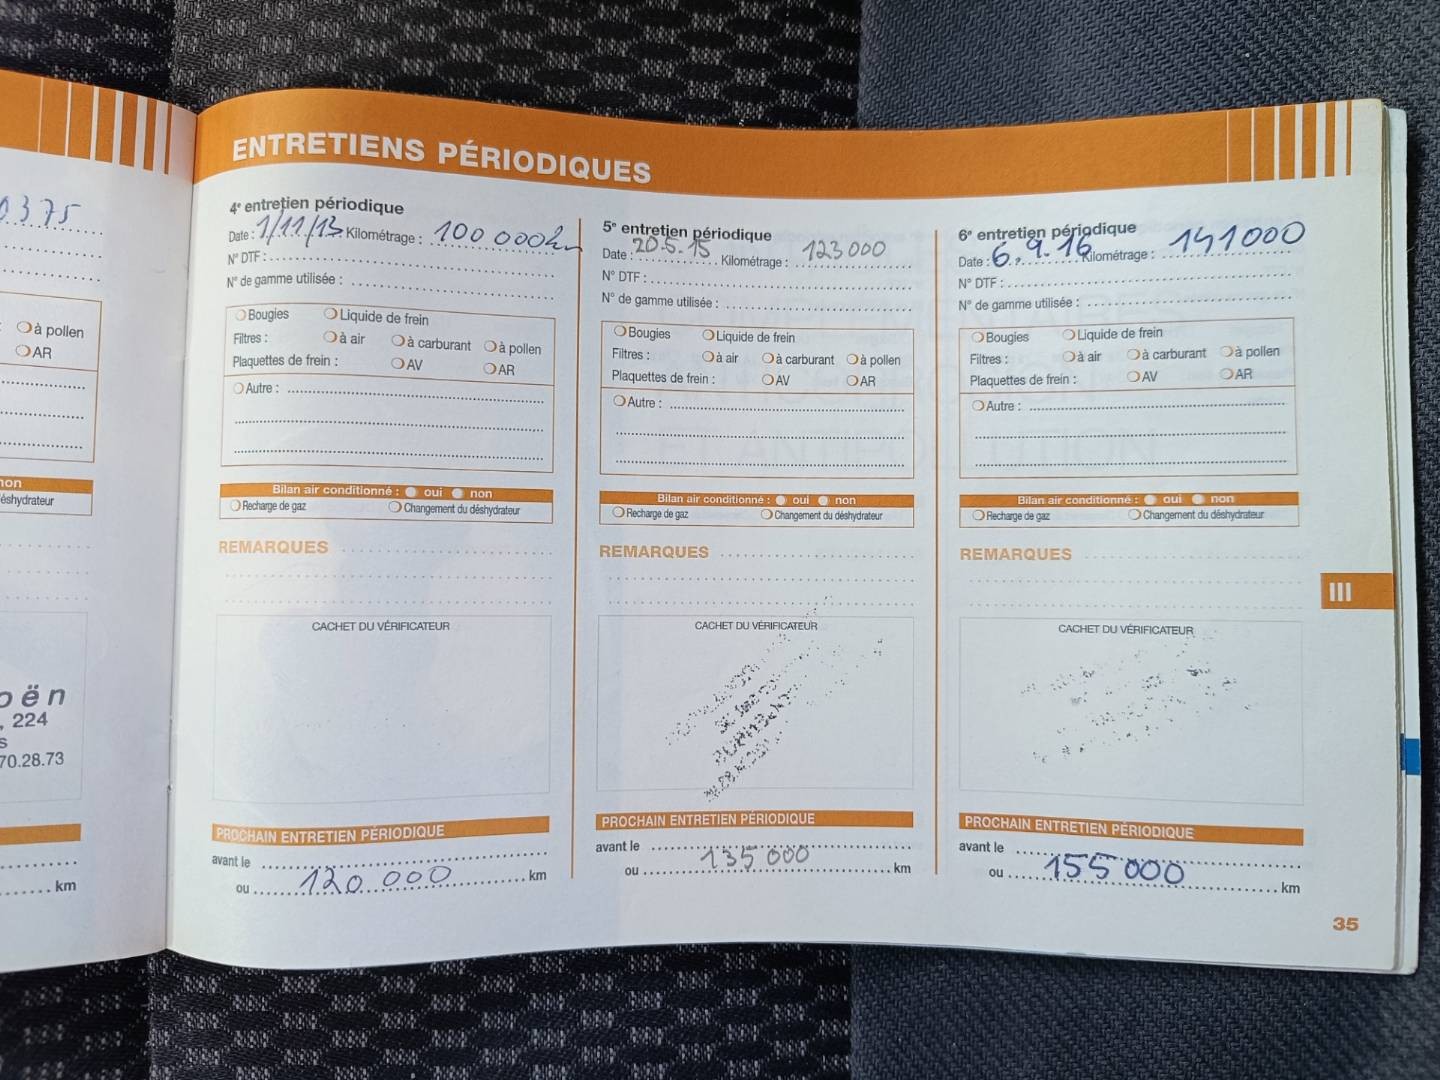 0375
à pollen
AR
non
éshydrateur
oën
, 224
s
70.28.73
km
ENTRETIENS PÉRIODIQUES
4e entretien périodique
Date : 1/11/13 Kilométrage : 100 000km
N° DTF :
N° de gamme utilisée :
Bougies Liquide de frein
Filtres : à air à carburant à pollen
Plaquettes de frein : AV AR
Autre :
Bilan air conditionné : oui non
Recharge de gaz Changement du déshydrateur
REMARQUES
CACHET DU VÉRIFICATEUR
PROCHAIN ENTRETIEN PÉRIODIQUE
avant le
ou 120 000 km
5e entretien périodique
Date : 20.5.15 Kilométrage : 123 000
N° DTF :
N° de gamme utilisée :
Bougies Liquide de frein
Filtres : à air à carburant à pollen
Plaquettes de frein : AV AR
Autre :
Bilan air conditionné : oui non
Recharge de gaz Changement du déshydrateur
REMARQUES
CACHET DU VÉRIFICATEUR
PROCHAIN ENTRETIEN PÉRIODIQUE
avant le
ou 135 000 km
6e entretien périodique
Date : 6.9.16 Kilométrage : 141000
N° DTF :
N° de gamme utilisée :
Bougies Liquide de frein
Filtres : à air à carburant à pollen
Plaquettes de frein : AV AR
Autre :
Bilan air conditionné : oui non
Recharge de gaz Changement du déshydrateur
REMARQUES
CACHET DU VÉRIFICATEUR
PROCHAIN ENTRETIEN PÉRIODIQUE
avant le
ou 155 000 km
III
35